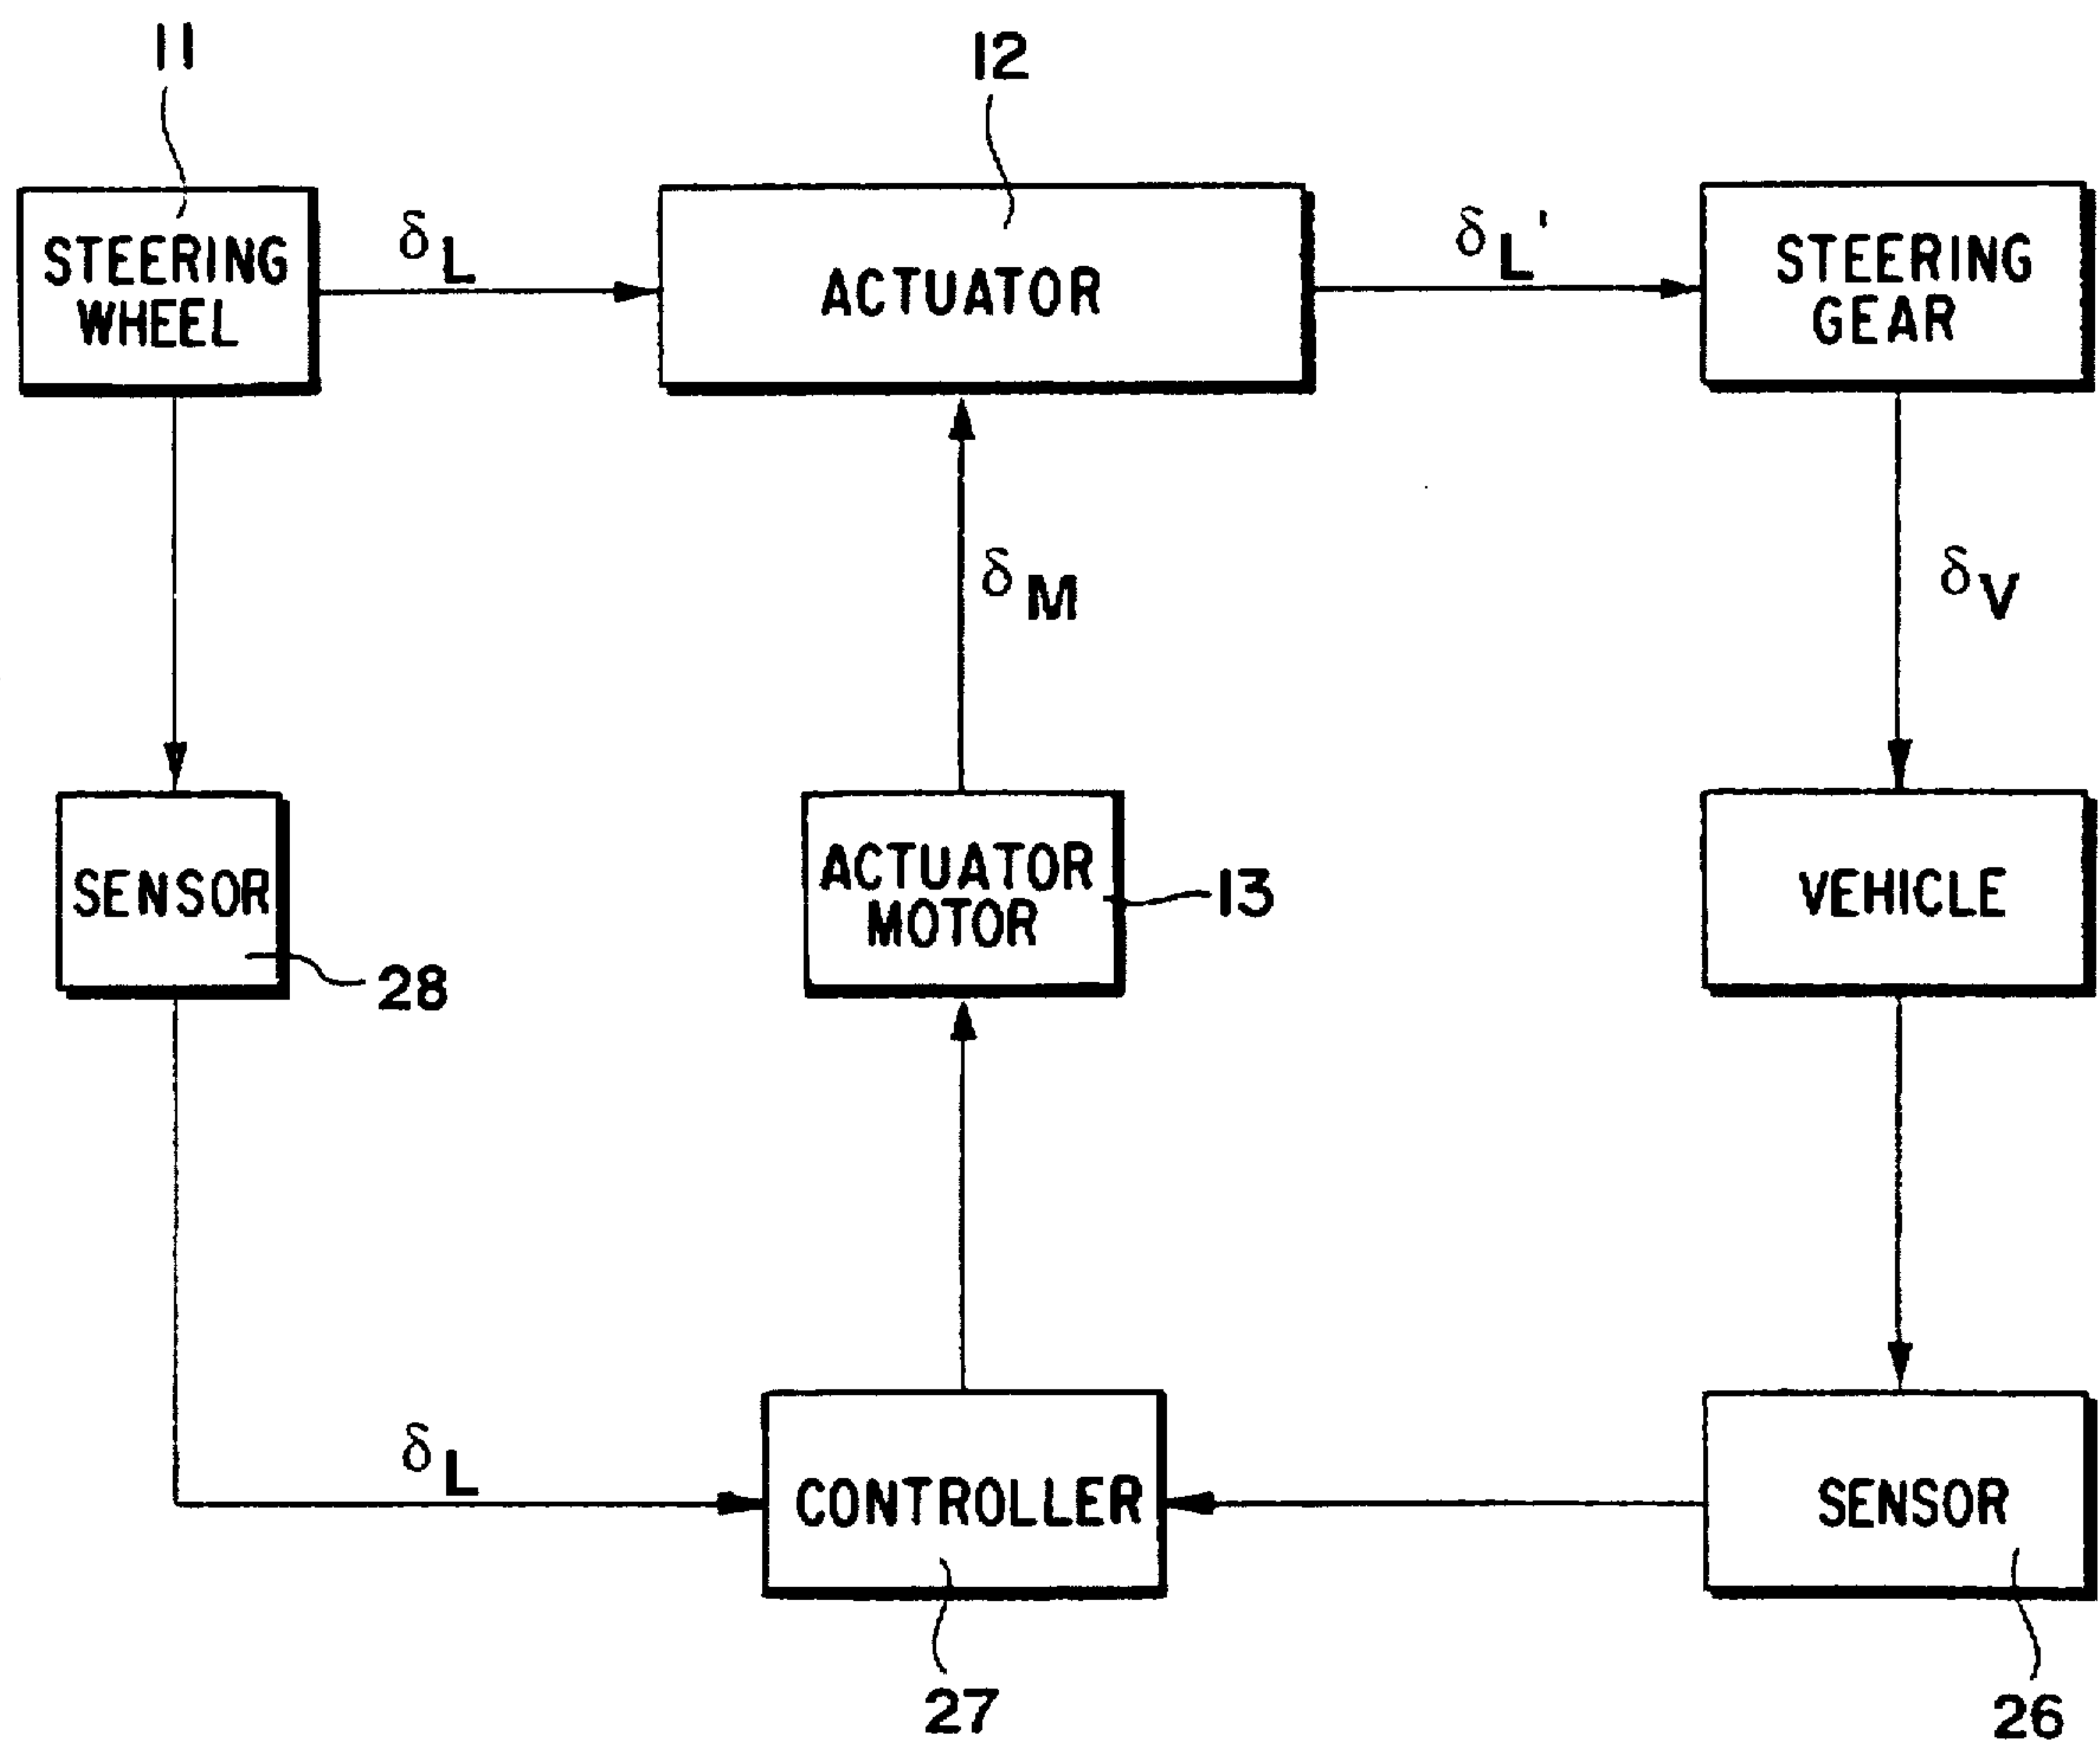 11
12
STEERING
WHEEL
δL
ACTUATOR
δL'
STEERING
GEAR
δM
δV
SENSOR
28
ACTUATOR
MOTOR
13
VEHICLE
δL
CONTROLLER
SENSOR
27
26